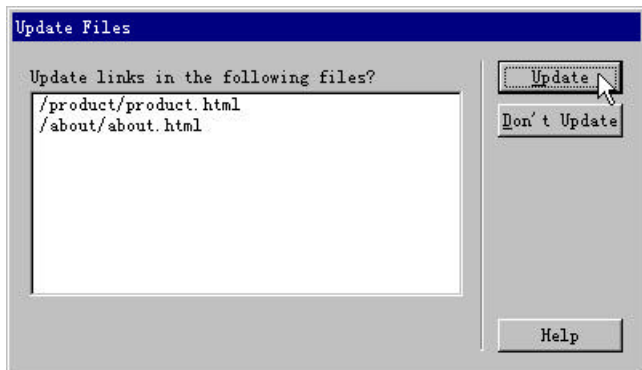 Update Files
Update links in the following files?
/product/product.html
/about/about.html
Update
Don't Update
Help